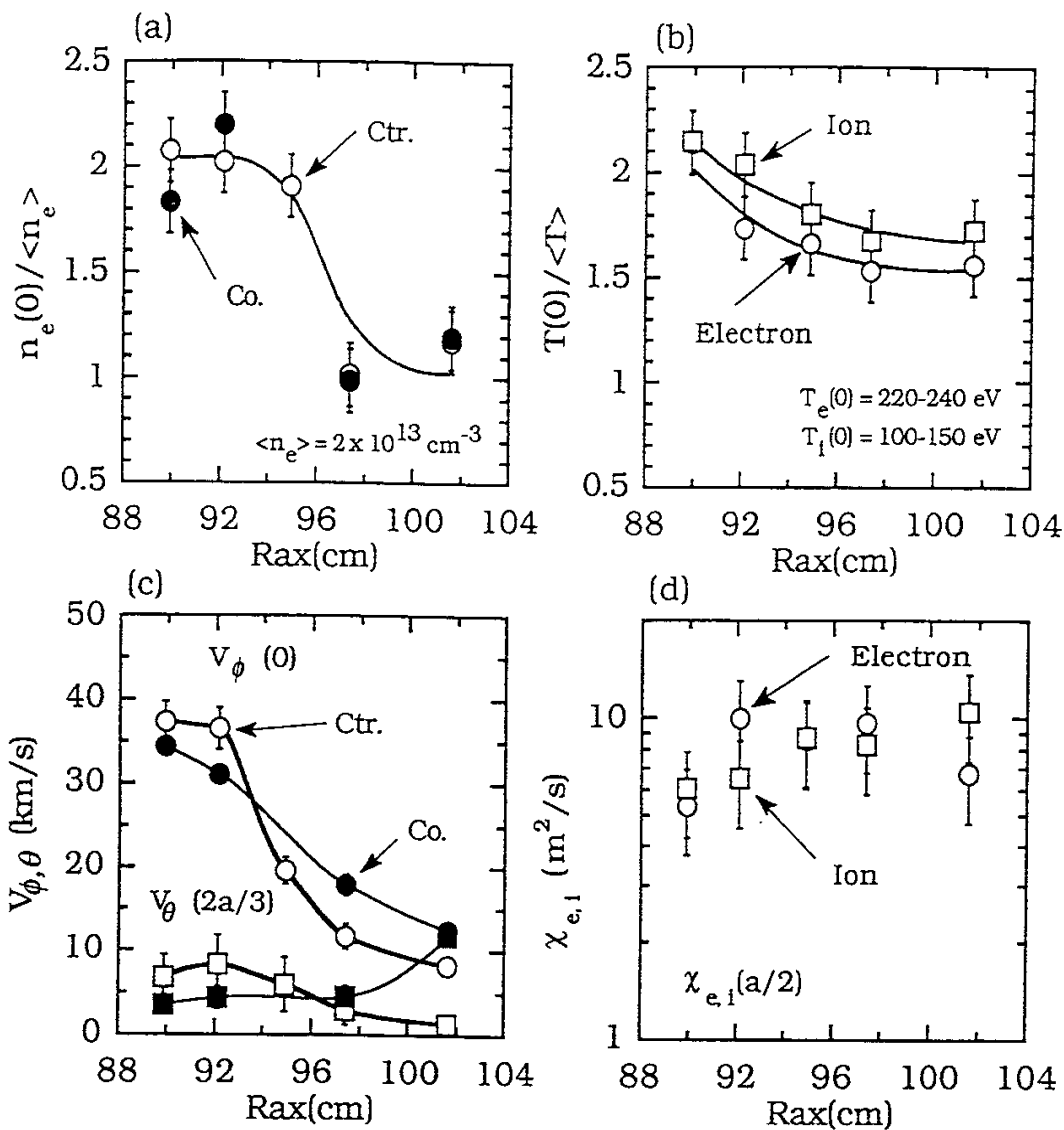 (a)
n_e(0)/<n_e>
2.5
2
1.5
1
0.5
Ctr.
Co.
<n_e> = 2 x 10^13 cm^-3
88 92 96 100 104
Rax(cm)
(b)
T(0)/<T>
2.5
2
1.5
1
0.5
Ion
Electron
T_e(0) = 220-240 eV
T_i(0) = 100-150 eV
88 92 96 100 104
Rax(cm)
(c)
V_ϕ,θ (km/s)
50
40
30
20
10
0
V_ϕ (0)
Ctr.
Co.
V_θ (2a/3)
88 92 96 100 104
Rax(cm)
(d)
χ_e,i (m^2/s)
10
1
Electron
Ion
χ_e,i(a/2)
88 92 96 100 104
Rax(cm)